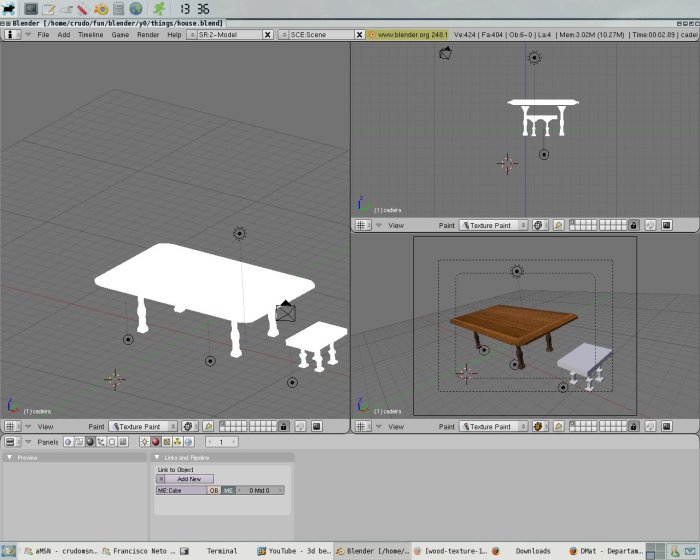 13 36
Blender [/home/crudo/fun/blender/y0/things/house.blend]
File Add Timeline Game Render Help SR:2-Model SCE:Scene www.blender.org 248.1 Ve:424 | Fa:404 | Ob:6-0 | La:4 | Mem:3.02M (10.27M) | Time:00:02.89 | cadei
z
(1) cadeira
View Paint Texture Paint
z
(1) cadeira
View Paint Texture Paint
z
(1) cadeira
View Paint Texture Paint
Panels 1
Preview
Links and Pipeline
Link to Object
Add New
ME:Cube OB ME 0 Mat 0
aMSN - crudomsn... Francisco Neto ... Terminal YouTube - 3d be... Blender [/home/... [wood-texture-1... Downloads DMat - Departam...